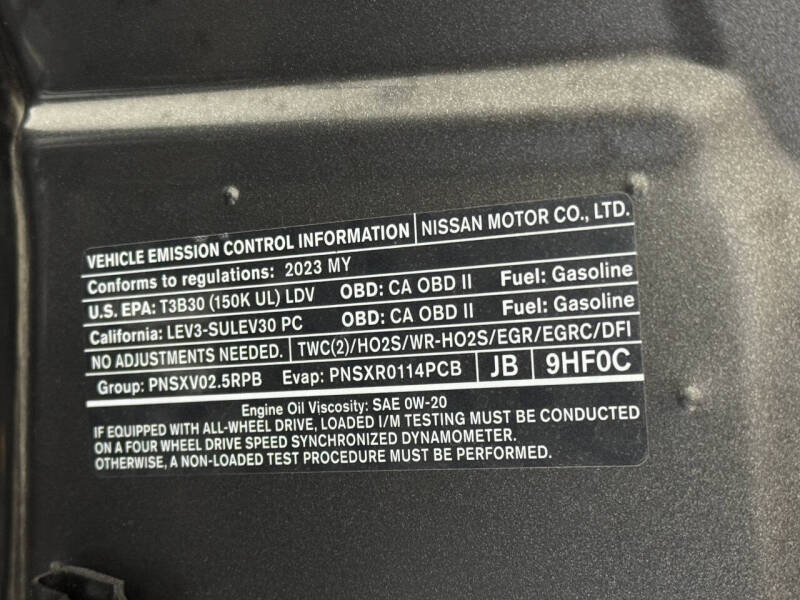 VEHICLE EMISSION CONTROL INFORMATION NISSAN MOTOR CO., LTD.
Conforms to regulations: 2023 MY
U.S. EPA: T3B30 (150K UL) LDV OBD: CA OBD II Fuel: Gasoline
California: LEV3-SULEV30 PC OBD: CA OBD II Fuel: Gasoline
NO ADJUSTMENTS NEEDED. TWC(2)/HO2S/WR-HO2S/EGR/EGRC/DFI
Group: PNSXV02.5RPB Evap: PNSXR0114PCB JB 9HF0C
Engine Oil Viscosity: SAE 0W-20
IF EQUIPPED WITH ALL-WHEEL DRIVE, LOADED I/M TESTING MUST BE CONDUCTED
ON A FOUR WHEEL DRIVE SPEED SYNCHRONIZED DYNAMOMETER.
OTHERWISE, A NON-LOADED TEST PROCEDURE MUST BE PERFORMED.